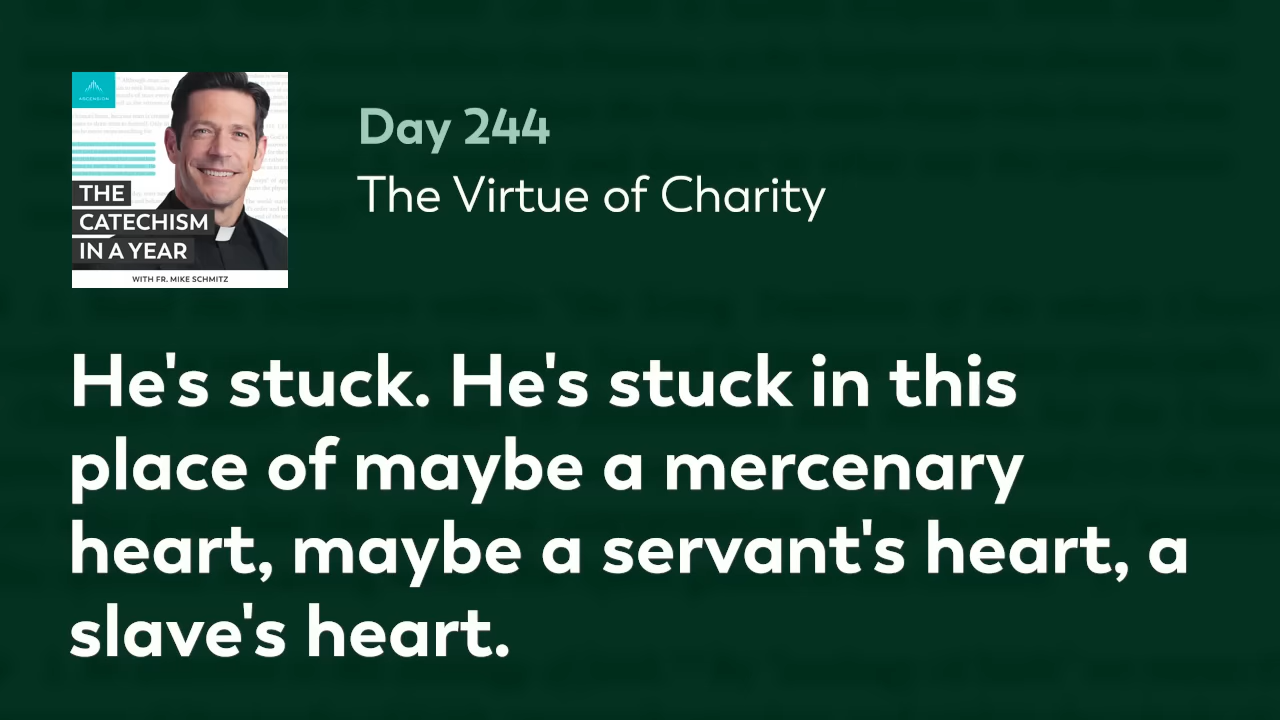 ASCENSION
THE
CATECHISM
IN A YEAR
WITH FR. MIKE SCHMITZ
Day 244
The Virtue of Charity
He's stuck. He's stuck in this
place of maybe a mercenary
heart, maybe a servant's heart, a
slave's heart.